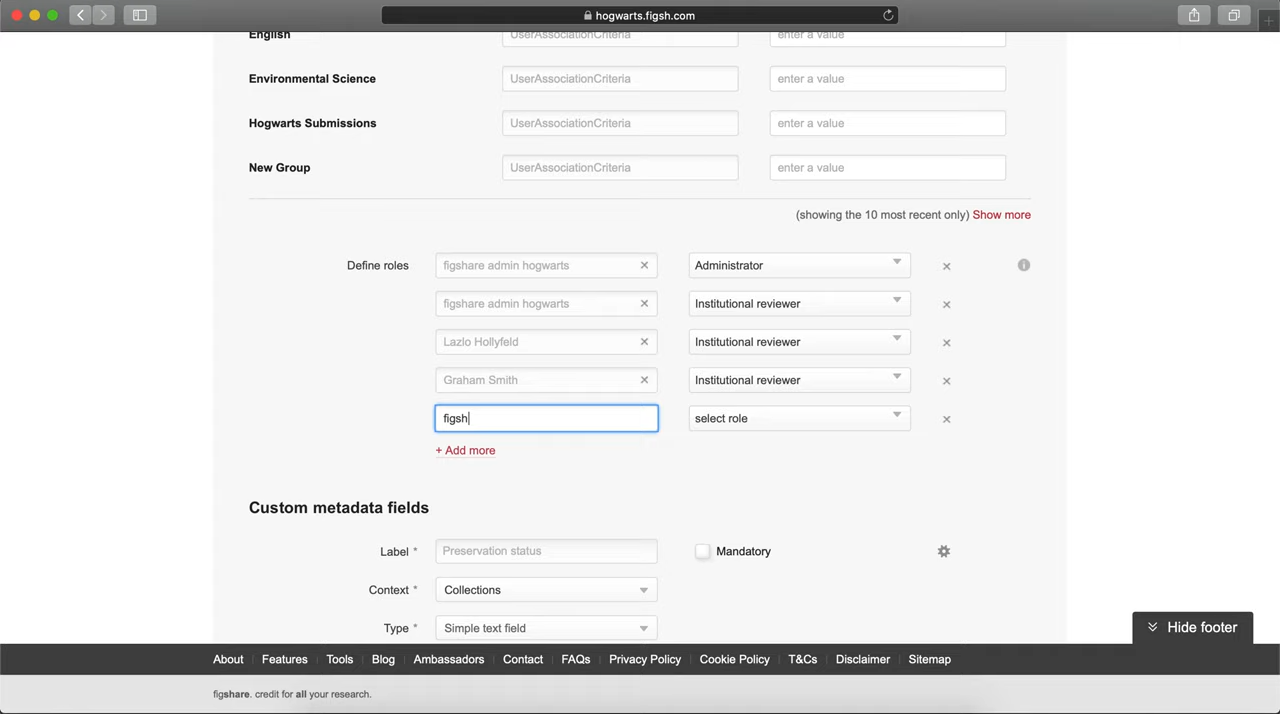 hogwarts.figsh.com
English UserAssociationCriteria enter a value
Environmental Science UserAssociationCriteria enter a value
Hogwarts Submissions UserAssociationCriteria enter a value
New Group UserAssociationCriteria enter a value
(showing the 10 most recent only) Show more
Define roles figshare admin hogwarts Administrator
figshare admin hogwarts Institutional reviewer
Lazlo Hollyfeld Institutional reviewer
Graham Smith Institutional reviewer
figsh select role
+ Add more
Custom metadata fields
Label * Preservation status Mandatory
Context * Collections
Type * Simple text field
Hide footer
About Features Tools Blog Ambassadors Contact FAQs Privacy Policy Cookie Policy T&Cs Disclaimer Sitemap
figshare. credit for all your research.